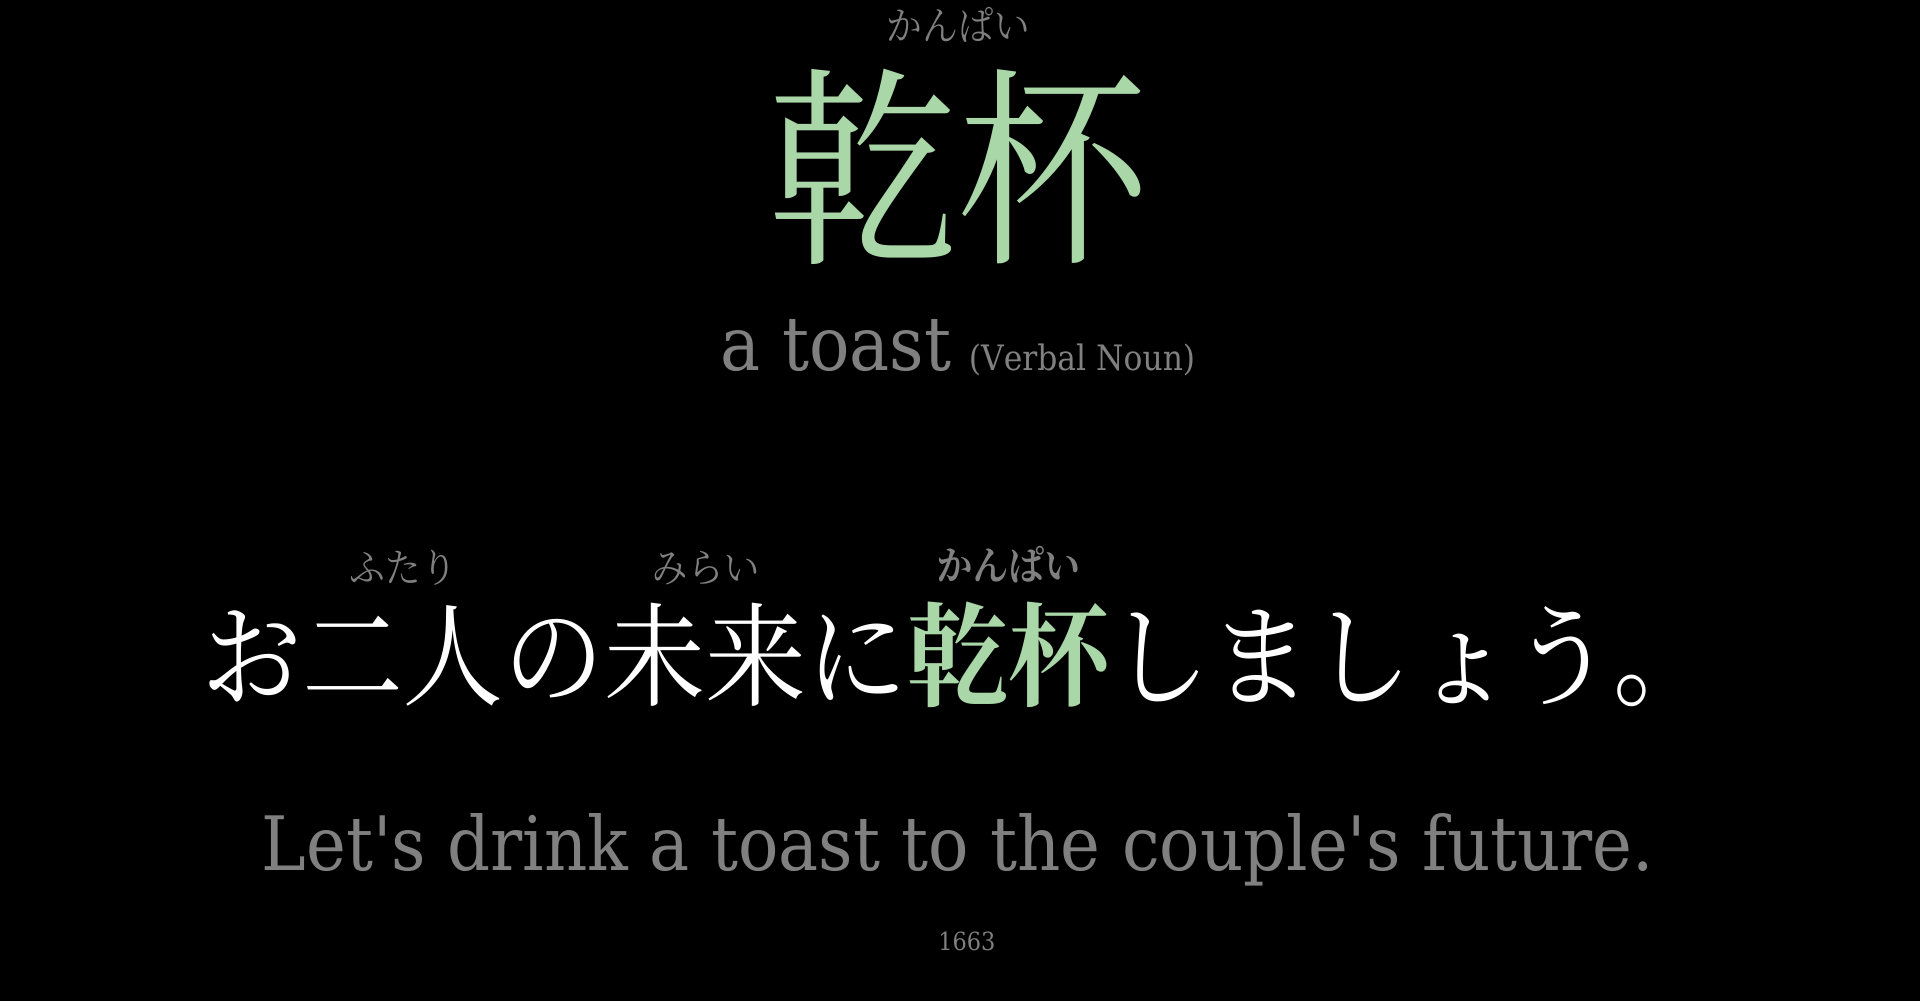 かんぱい
乾杯
a toast (Verbal Noun)
ふたり みらい かんぱい
お二人の未来に乾杯しましょう。
Let's drink a toast to the couple's future.
1663